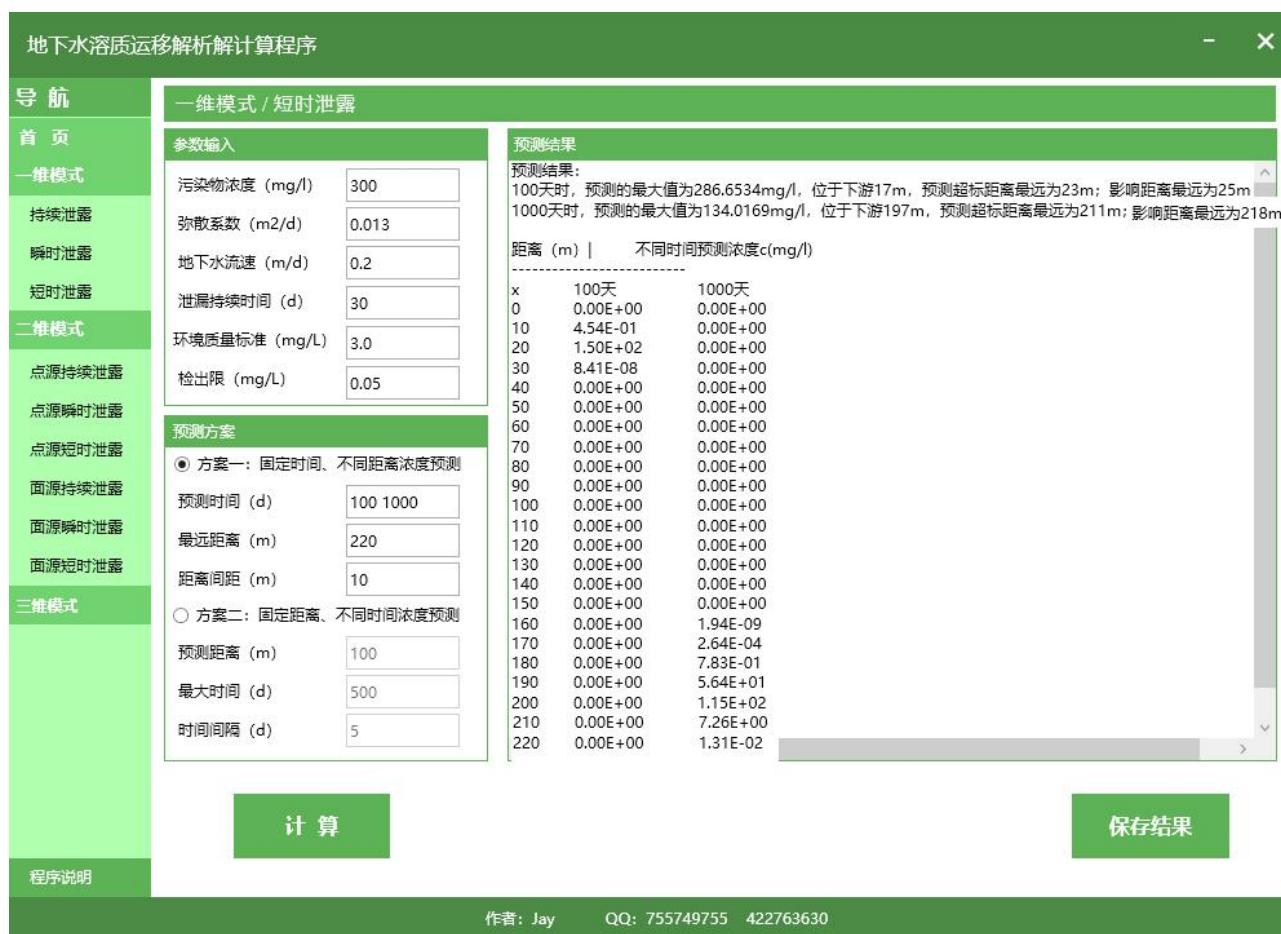 地下水溶质运移解析解计算程序
导 航
首 页
一维模式
持续泄露
瞬时泄露
短时泄露
二维模式
点源持续泄露
点源瞬时泄露
点源短时泄露
面源持续泄露
面源瞬时泄露
面源短时泄露
三维模式
程序说明
一维模式 / 短时泄露
参数输入
污染物浓度（mg/l） 300
弥散系数（m2/d） 0.013
地下水流速（m/d） 0.2
泄漏持续时间（d） 30
环境质量标准（mg/L） 3.0
检出限（mg/L） 0.05
预测方案
方案一：固定时间、不同距离浓度预测
预测时间（d） 100 1000
最远距离（m） 220
距离间距（m） 10
方案二：固定距离、不同时间浓度预测
预测距离（m） 100
最大时间（d） 500
时间间隔（d） 5
预测结果
预测结果：
100天时，预测的最大值为286.6534mg/l，位于下游17m，预测超标距离最远为23m；影响距离最远为25m
1000天时，预测的最大值为134.0169mg/l，位于下游197m，预测超标距离最远为211m；影响距离最远为218m
距离（m）| 不同时间预测浓度c(mg/l)
--------------------------
x 100天 1000天
0 0.00E+00 0.00E+00
10 4.54E-01 0.00E+00
20 1.50E+02 0.00E+00
30 8.41E-08 0.00E+00
40 0.00E+00 0.00E+00
50 0.00E+00 0.00E+00
60 0.00E+00 0.00E+00
70 0.00E+00 0.00E+00
80 0.00E+00 0.00E+00
90 0.00E+00 0.00E+00
100 0.00E+00 0.00E+00
110 0.00E+00 0.00E+00
120 0.00E+00 0.00E+00
130 0.00E+00 0.00E+00
140 0.00E+00 0.00E+00
150 0.00E+00 0.00E+00
160 0.00E+00 1.94E-09
170 0.00E+00 2.64E-04
180 0.00E+00 7.83E-01
190 0.00E+00 5.64E+01
200 0.00E+00 1.15E+02
210 0.00E+00 7.26E+00
220 0.00E+00 1.31E-02
计 算
保存结果
作者：Jay QQ：755749755 422763630